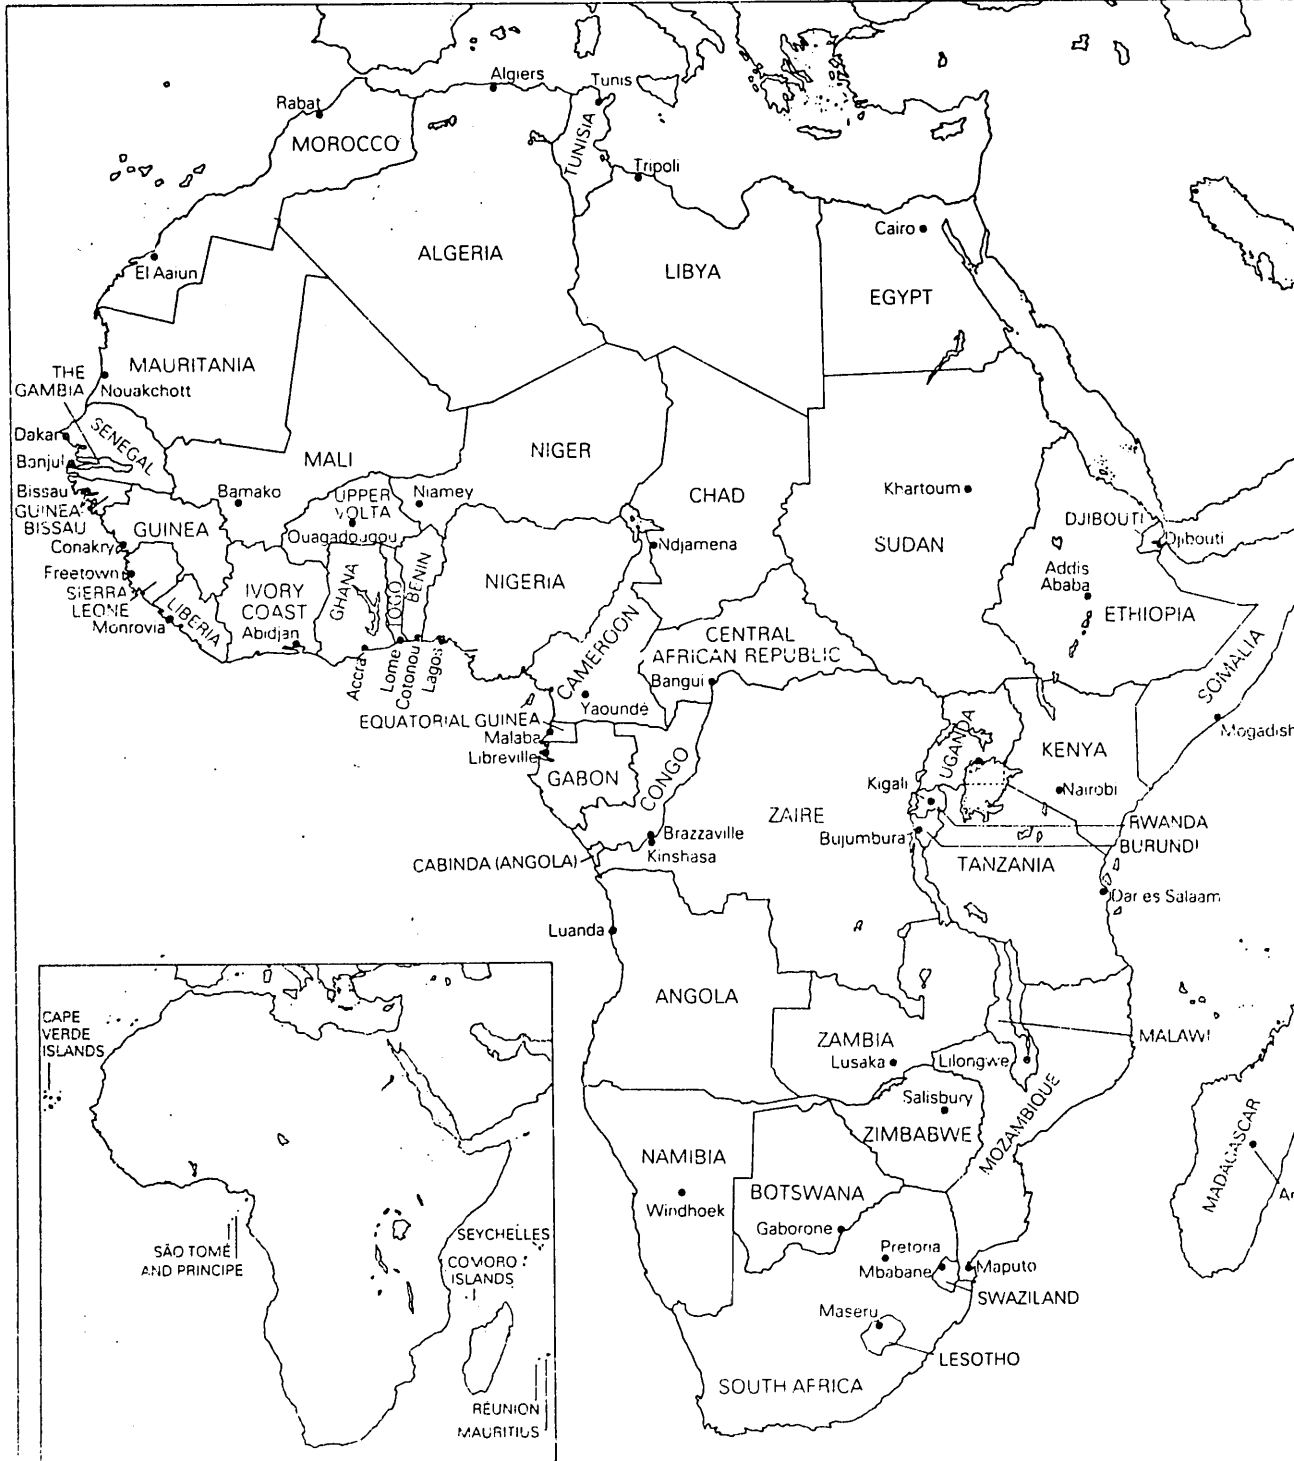 Algiers
Tunis
Rabat
MOROCCO
TUNISIA
Tripoli
Cairo
El Aaiun
ALGERIA
LIBYA
EGYPT
MAURITANIA
THE
GAMBIA
Nouakchott
Dakar
SENEGAL
Banjul
MALI
NIGER
CHAD
Khartoum
Bissau
GUINEA
BISSAU
Bamako
UPPER
VOLTA
Niamey
GUINEA
Ouagadougou
DJIBOUTI
Djibouti
Conakry
Ndjamena
SUDAN
Freetown
SIERRA
LEONE
Monrovia
LIBERIA
IVORY
COAST
Abidjan
GHANA
TOGO
BENIN
NIGERIA
Addis
Ababa
ETHIOPIA
Accra
Lome
Cotonou
Lagos
CAMEROON
CENTRAL
AFRICAN REPUBLIC
Bangui
SOMALIA
Yaoundé
EQUATORIAL GUINEA
Malaba
Libreville
GABON
CONGO
UGANDA
KENYA
Mogadish
Kigali
Nairobi
ZAIRE
RWANDA
Brazzaville
Kinshasa
Bujumbura
BURUNDI
CABINDA (ANGOLA)
TANZANIA
Dar es Salaam
Luanda
ANGOLA
ZAMBIA
Lusaka
Lilongwe
MALAWI
Salisbury
ZIMBABWE
MOZAMBIQUE
NAMIBIA
Windhoek
BOTSWANA
Gaborone
MADAGASCAR
An
Pretoria
Mbabane
Maputo
SWAZILAND
Maseru
LESOTHO
SOUTH AFRICA
CAPE
VERDE
ISLANDS
SÃO TOMÉ
AND PRINCIPE
SEYCHELLES
COMORO
ISLANDS
RÉUNION
MAURITIUS